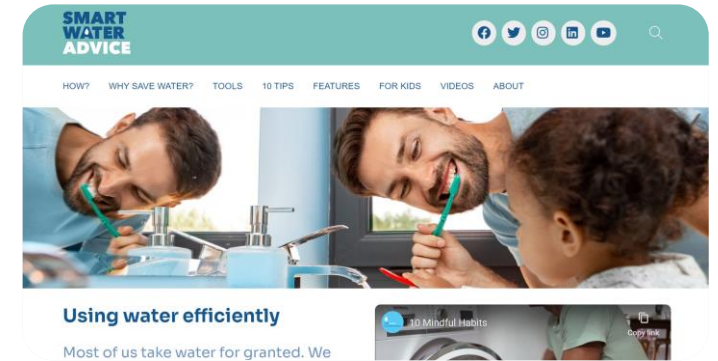 SMART
WATER
ADVICE
HOW? WHY SAVE WATER? TOOLS 10 TIPS FEATURES FOR KIDS VIDEOS ABOUT
Using water efficiently
Most of us take water for granted. We
10 Mindful Habits
Copy link